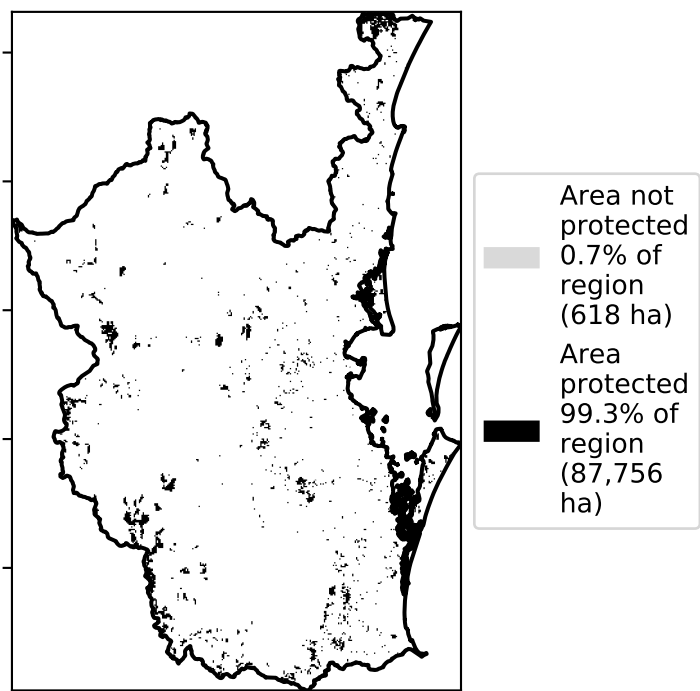 Area not
protected
0.7% of
region
(618 ha)
Area
protected
99.3% of
region
(87,756
ha)